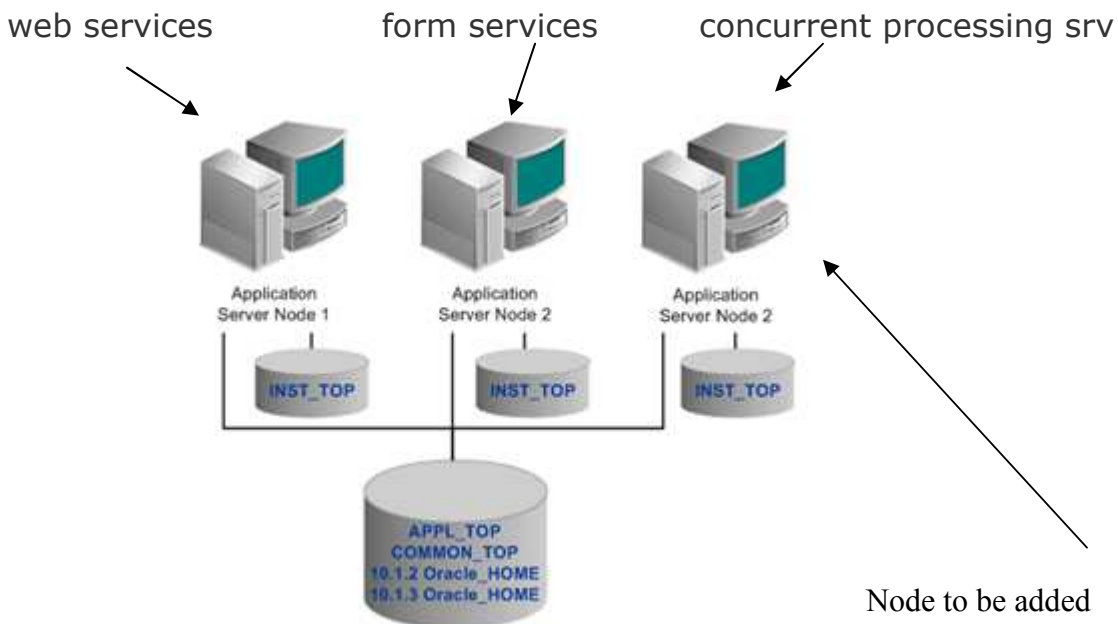 web services
form services
concurrent processing srv
Application
Server Node 1
Application
Server Node 2
Application
Server Node 2
INST_TOP
INST_TOP
INST_TOP
APPL_TOP
COMMON_TOP
10.1.2 Oracle_HOME
10.1.3 Oracle_HOME
Node to be added